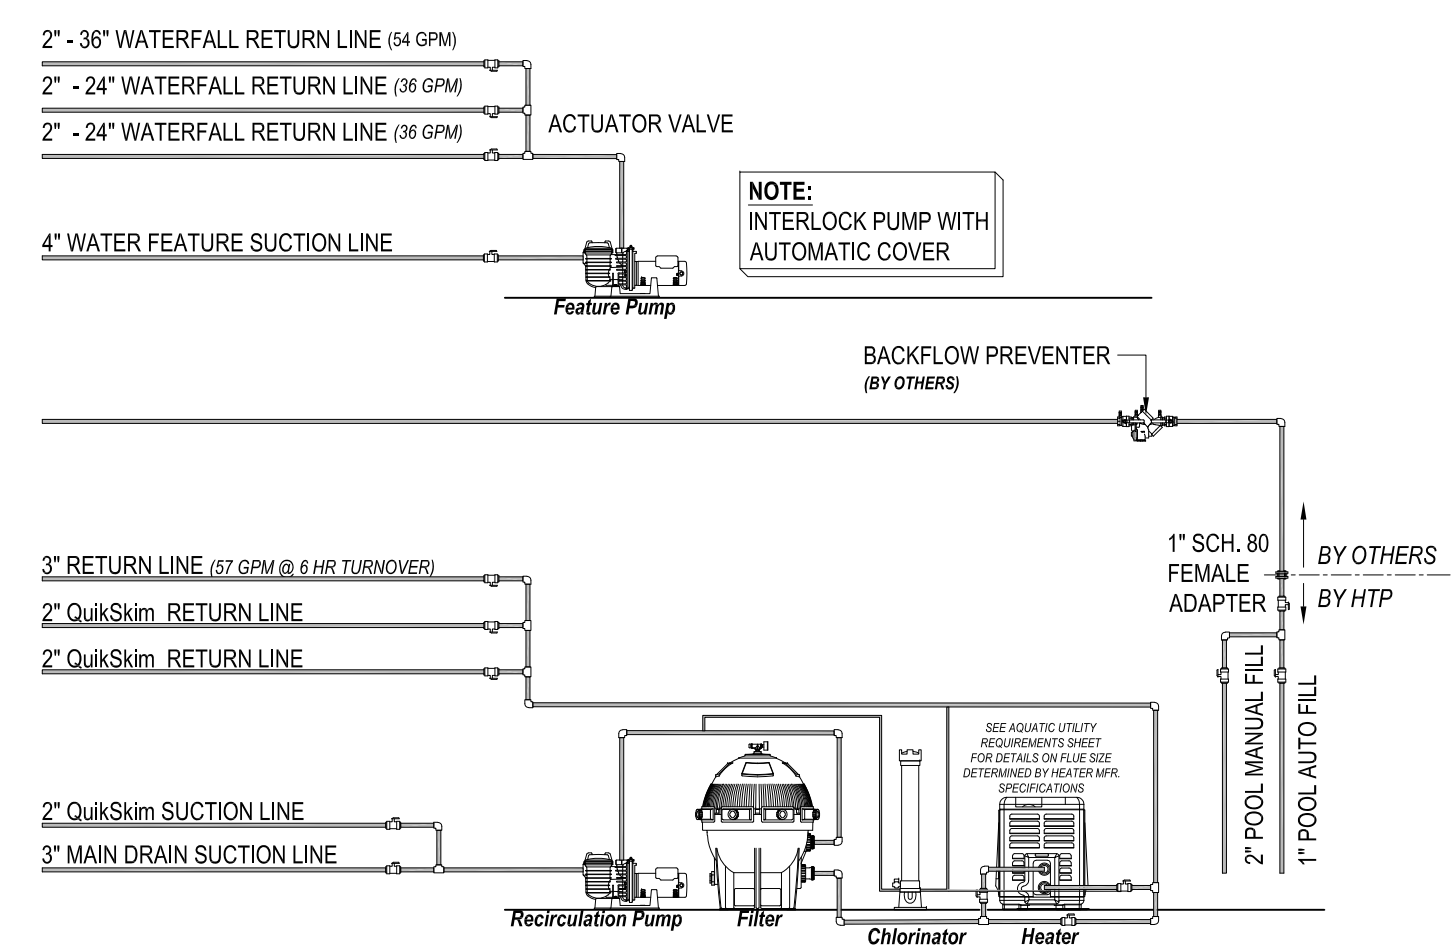 2" - 36" WATERFALL RETURN LINE (54 GPM)
2" - 24" WATERFALL RETURN LINE (36 GPM)
2" - 24" WATERFALL RETURN LINE (36 GPM)
ACTUATOR VALVE
NOTE:
INTERLOCK PUMP WITH
AUTOMATIC COVER
4" WATER FEATURE SUCTION LINE
Feature Pump
BACKFLOW PREVENTER
(BY OTHERS)
1" SCH. 80
FEMALE
ADAPTER
BY OTHERS
BY HTP
3" RETURN LINE (57 GPM @ 6 HR TURNOVER)
2" QuikSkim RETURN LINE
2" QuikSkim RETURN LINE
2" POOL MANUAL FILL
1" POOL AUTO FILL
SEE AQUATIC UTILITY
REQUIREMENTS SHEET
FOR DETAILS ON FLUE SIZE
DETERMINED BY HEATER MFR.
SPECIFICATIONS
2" QuikSkim SUCTION LINE
3" MAIN DRAIN SUCTION LINE
Recirculation Pump
Filter
Chlorinator
Heater